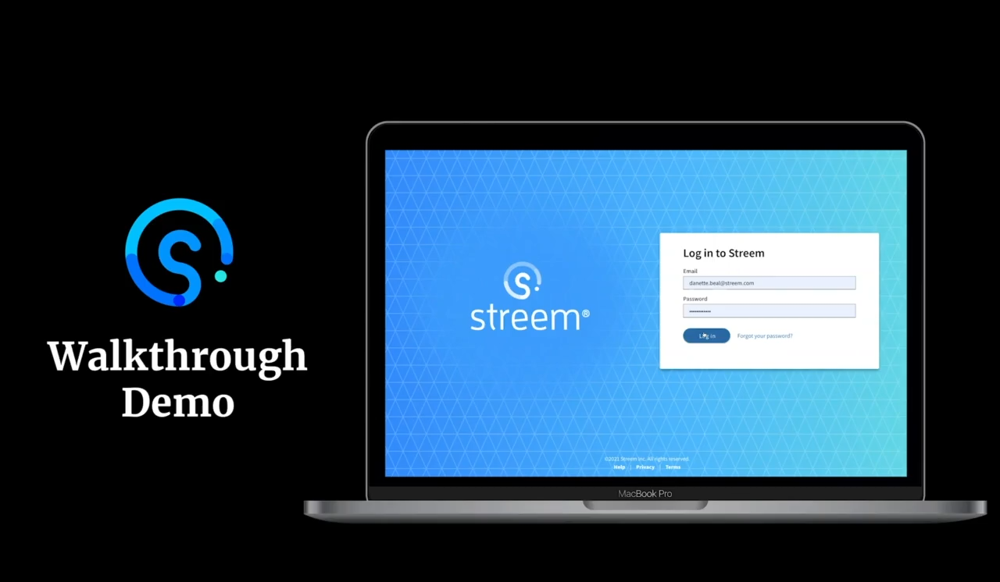 Walkthrough
Demo
streem®
Log in to Streem
Email
danette.beal@streem.com
Password
••••••••••••
Log in
Forgot your password?
©2021 Streem Inc. All rights reserved.
Help | Privacy | Terms
MacBook Pro